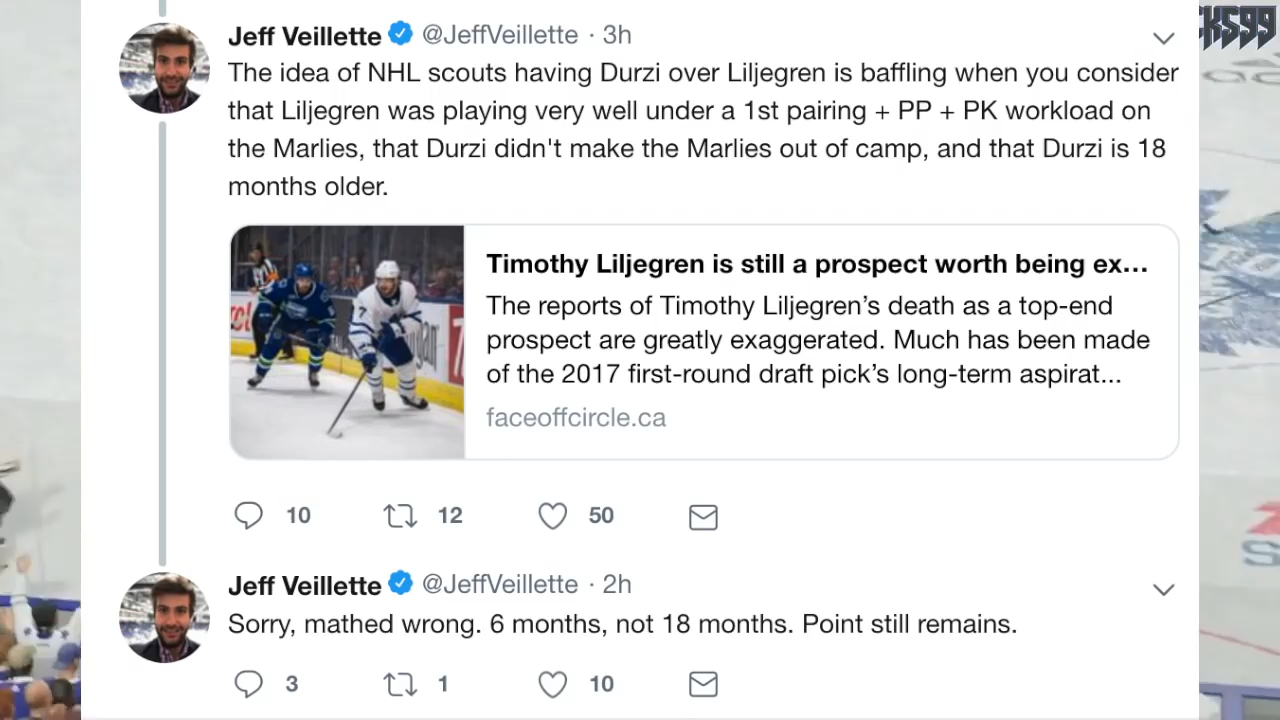 Jeff Veillette @JeffVeillette · 3h
The idea of NHL scouts having Durzi over Liljegren is baffling when you consider
that Liljegren was playing very well under a 1st pairing + PP + PK workload on
the Marlies, that Durzi didn't make the Marlies out of camp, and that Durzi is 18
months older.
Timothy Liljegren is still a prospect worth being ex...
The reports of Timothy Liljegren’s death as a top-end
prospect are greatly exaggerated. Much has been made
of the 2017 first-round draft pick’s long-term aspirat...
faceoffcircle.ca
10 12 50
Jeff Veillette @JeffVeillette · 2h
Sorry, mathed wrong. 6 months, not 18 months. Point still remains.
3 1 10